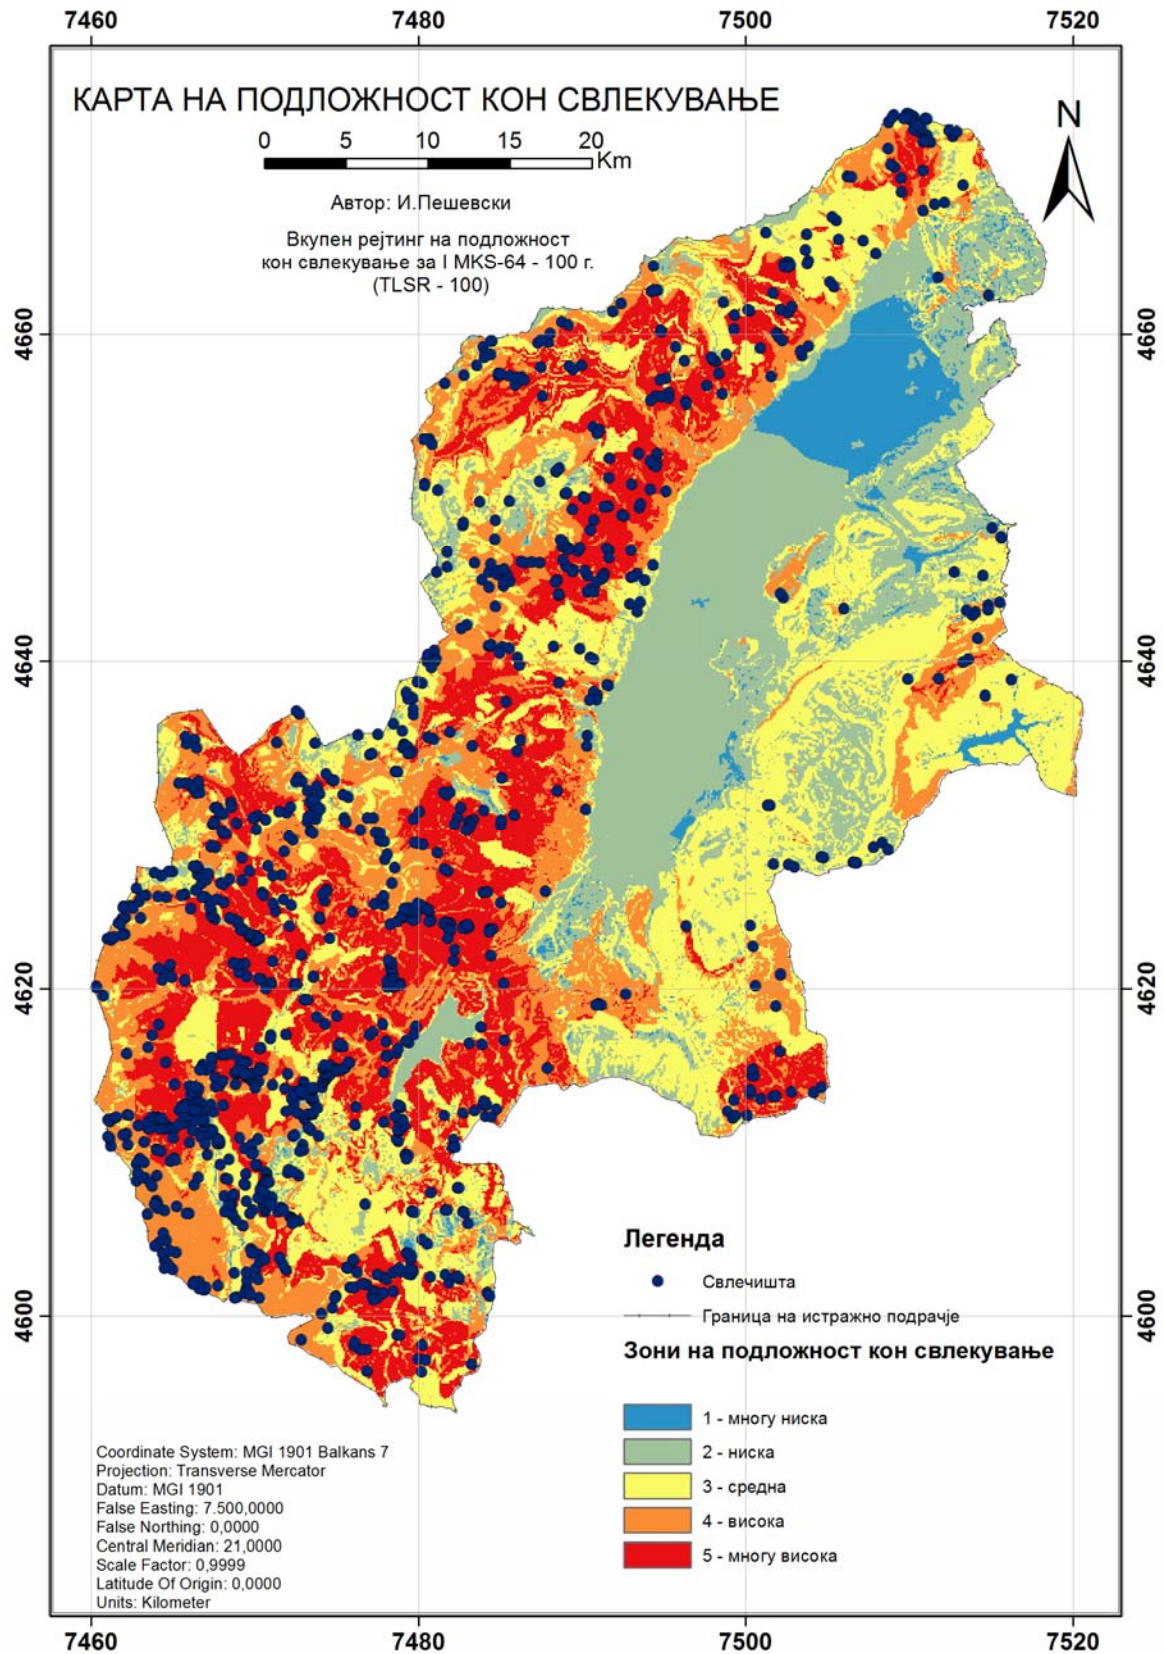 7460 7480 7500 7520
КАРТА НА ПОДЛОЖНОСТ КОН СВЛЕКУВАЊЕ
N
0 5 10 15 20
Km
Автор: И.Пешевски
Вкупен рејтинг на подложност
кон свлекување за I MKS-64 - 100 г.
(TLSR - 100)
4660 4660
4640 4640
4620 4620
4600 4600
Легенда
Свлечишта
Граница на истражно подрачје
Зони на подложност кон свлекување
1 - многу ниска
2 - ниска
3 - средна
4 - висока
5 - многу висока
Coordinate System: MGI 1901 Balkans 7
Projection: Transverse Mercator
Datum: MGI 1901
False Easting: 7.500,0000
False Northing: 0,0000
Central Meridian: 21,0000
Scale Factor: 0,9999
Latitude Of Origin: 0,0000
Units: Kilometer
7460 7480 7500 7520